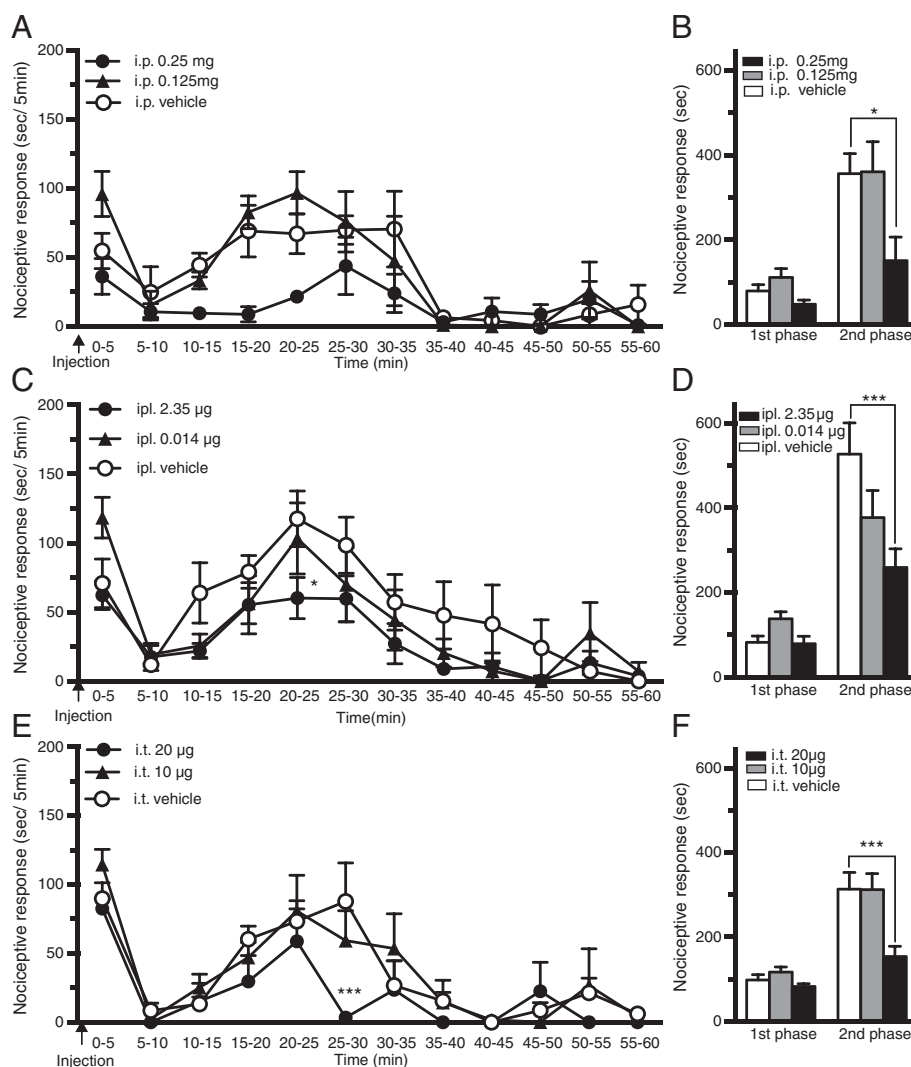 A
Nociceptive response (sec/ 5min)
200
150
100
50
0
i.p. 0.25 mg
i.p. 0.125mg
i.p. vehicle
0-5 5-10 10-15 15-20 20-25 25-30 30-35 35-40 40-45 45-50 50-55 55-60
Injection
Time (min)
B
Nociceptive response (sec)
600
400
200
0
i.p. 0.25mg
i.p. 0.125mg
i.p. vehicle
*
1st phase 2nd phase
C
Nociceptive response (sec/ 5min)
200
150
100
50
0
ipl. 2.35 µg
ipl. 0.014 µg
ipl. vehicle
*
0-5 5-10 10-15 15-20 20-25 25-30 30-35 35-40 40-45 45-50 50-55 55-60
Injection
Time(min)
D
Nociceptive response (sec)
600
400
200
0
ipl. 2.35µg
ipl. 0.014 µg
ipl. vehicle
***
1st phase 2nd phase
E
Nociceptive response (sec/ 5min)
200
150
100
50
0
i.t. 20 µg
i.t. 10 µg
i.t. vehicle
***
0-5 5-10 10-15 15-20 20-25 25-30 30-35 35-40 40-45 45-50 50-55 55-60
Injection
Time (min)
F
Nociceptive response (sec)
600
400
200
0
i.t. 20µg
i.t. 10µg
i.t. vehicle
***
1st phase 2nd phase